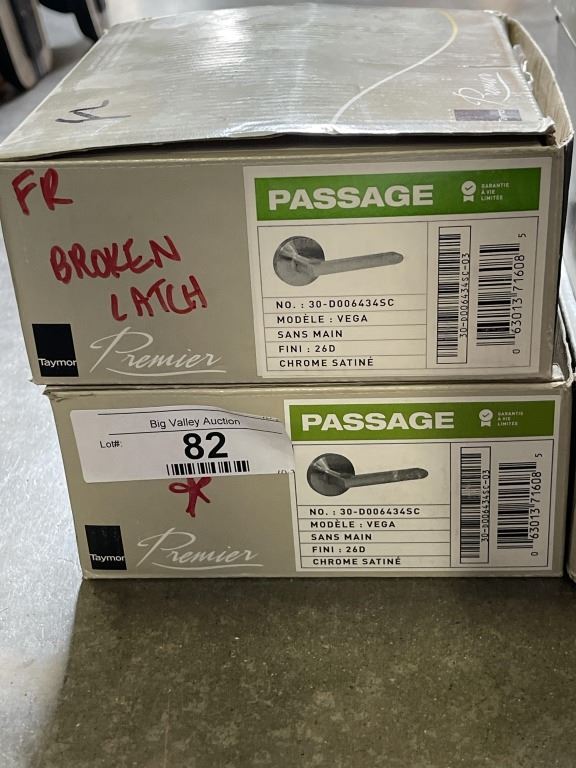 Premier
FR
BROKEN
LATCH
Taymor
Premier
PASSAGE
GARANTIE
À VIE
LIMITÉE
NO. : 30-D006434SC
MODÈLE : VEGA
SANS MAIN
FINI : 26D
CHROME SATINÉ
30-D006434SC-03
0 63013 71608 5
Big Valley Auction
Lot#:
82
Taymor
Premier
PASSAGE
GARANTIE
À VIE
LIMITÉE
NO. : 30-D006434SC
MODÈLE : VEGA
SANS MAIN
FINI : 26D
CHROME SATINÉ
30-D006434SC-03
0 63013 71608 5